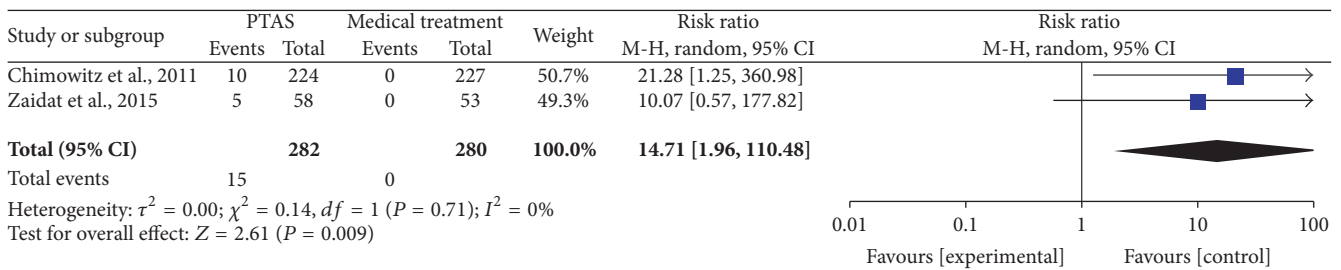 Study or subgroup PTAS Medical treatment Weight Risk ratio Risk ratio
Events Total Events Total M-H, random, 95% CI M-H, random, 95% CI
Chimowitz et al., 2011 10 224 0 227 50.7% 21.28 [1.25, 360.98]
Zaidat et al., 2015 5 58 0 53 49.3% 10.07 [0.57, 177.82]
Total (95% CI) 282 280 100.0% 14.71 [1.96, 110.48]
Total events 15 0
Heterogeneity: τ² = 0.00; χ² = 0.14, df = 1 (P = 0.71); I² = 0%
Test for overall effect: Z = 2.61 (P = 0.009)
0.01 0.1 1 10 100
Favours [experimental] Favours [control]